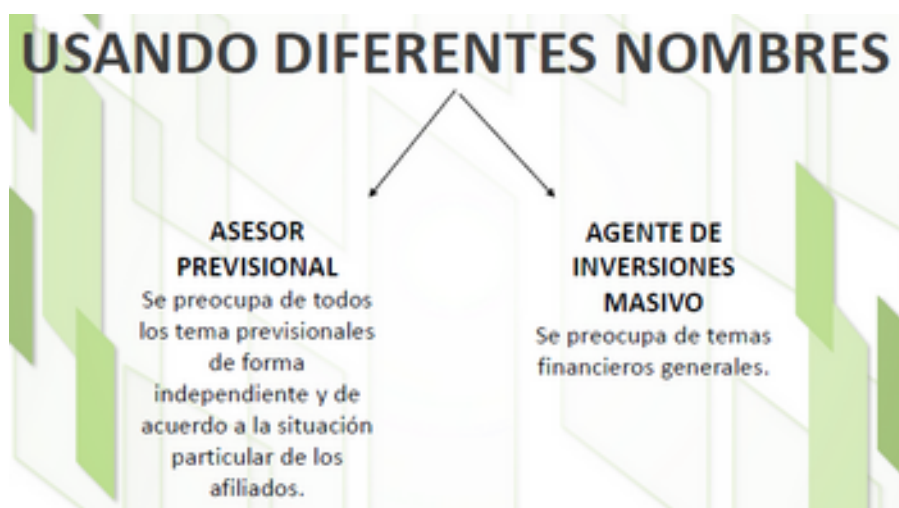 USANDO DIFERENTES NOMBRES
ASESOR
PREVISIONAL
Se preocupa de todos
los tema previsionales
de forma
independiente y de
acuerdo a la situación
particular de los
afiliados.
AGENTE DE
INVERSIONES
MASIVO
Se preocupa de temas
financieros generales.